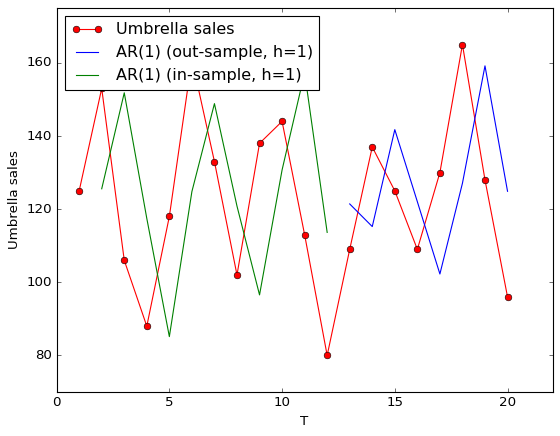 Umbrella sales
AR(1) (out-sample, h=1)
AR(1) (in-sample, h=1)
160
140
120
100
80
Umbrella sales
0 5 10 15 20
T